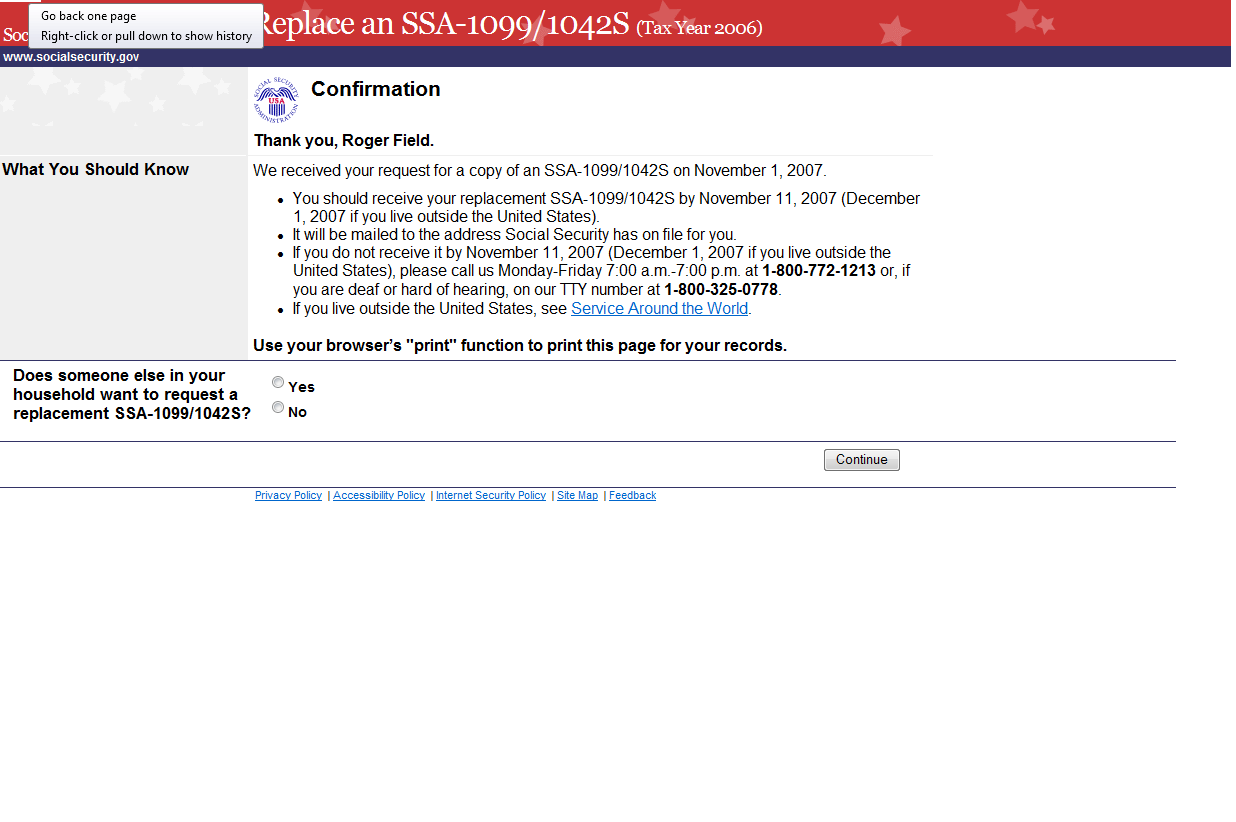 Go back one page
Right-click or pull down to show history
Soc
Replace an SSA-1099/1042S (Tax Year 2006)
www.socialsecurity.gov
SOCIAL SECURITY ADMINISTRATION
USA
Confirmation
Thank you, Roger Field.
What You Should Know
We received your request for a copy of an SSA-1099/1042S on November 1, 2007.
• You should receive your replacement SSA-1099/1042S by November 11, 2007 (December
1, 2007 if you live outside the United States).
• It will be mailed to the address Social Security has on file for you.
• If you do not receive it by November 11, 2007 (December 1, 2007 if you live outside the
United States), please call us Monday-Friday 7:00 a.m.-7:00 p.m. at 1-800-772-1213 or, if
you are deaf or hard of hearing, on our TTY number at 1-800-325-0778.
• If you live outside the United States, see Service Around the World.
Use your browser's "print" function to print this page for your records.
Does someone else in your
household want to request a
replacement SSA-1099/1042S?
Yes
No
Continue
Privacy Policy | Accessibility Policy | Internet Security Policy | Site Map | Feedback